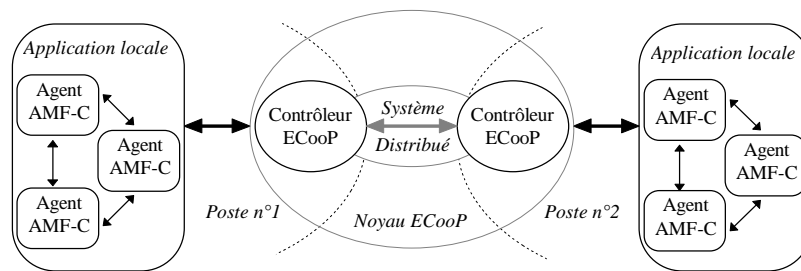 Application locale
Agent
AMF-C
Agent
AMF-C
Agent
AMF-C
Poste n°1
Contrôleur
ECooP
Système
Distribué
Contrôleur
ECooP
Noyau ECooP
Poste n°2
Application locale
Agent
AMF-C
Agent
AMF-C
Agent
AMF-C